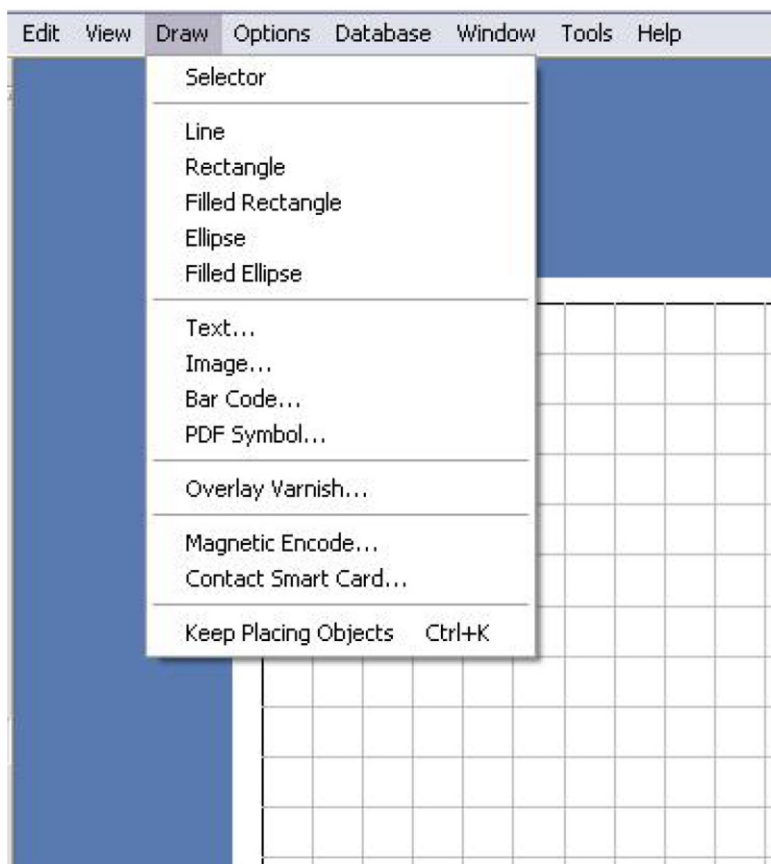 Edit View Draw Options Database Window Tools Help
Selector
Line
Rectangle
Filled Rectangle
Ellipse
Filled Ellipse
Text...
Image...
Bar Code...
PDF Symbol...
Overlay Varnish...
Magnetic Encode...
Contact Smart Card...
Keep Placing Objects Ctrl+K